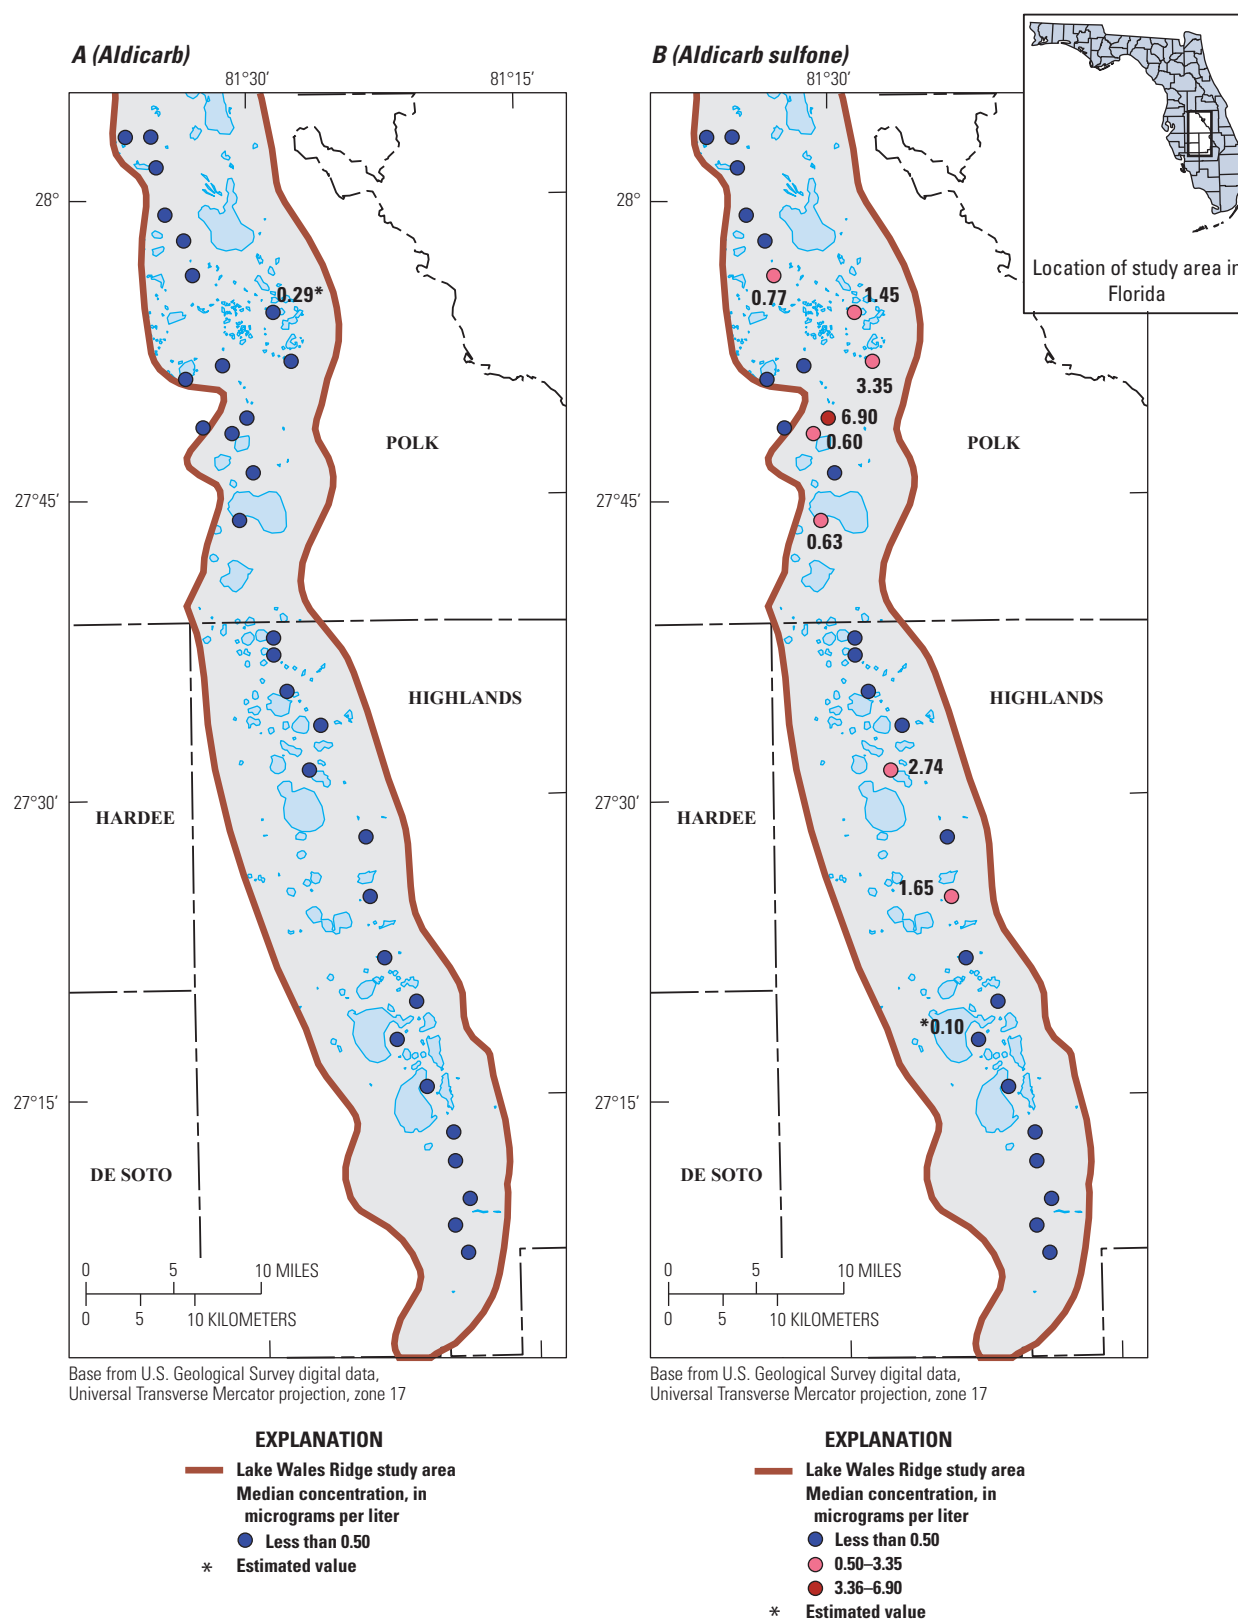 A (Aldicarb)
81°30′
81°15′
28°
0.29*
POLK
27°45′
HIGHLANDS
27°30′
HARDEE
27°15′
DE SOTO
0 5 10 MILES
0 5 10 KILOMETERS
Base from U.S. Geological Survey digital data,
Universal Transverse Mercator projection, zone 17
EXPLANATION
Lake Wales Ridge study area
Median concentration, in
micrograms per liter
Less than 0.50
* Estimated value
B (Aldicarb sulfone)
81°30′
Location of study area in
Florida
28°
0.77
1.45
3.35
6.90
0.60
POLK
27°45′
0.63
HIGHLANDS
2.74
27°30′
HARDEE
1.65
*0.10
27°15′
DE SOTO
0 5 10 MILES
0 5 10 KILOMETERS
Base from U.S. Geological Survey digital data,
Universal Transverse Mercator projection, zone 17
EXPLANATION
Lake Wales Ridge study area
Median concentration, in
micrograms per liter
Less than 0.50
0.50–3.35
3.36–6.90
* Estimated value